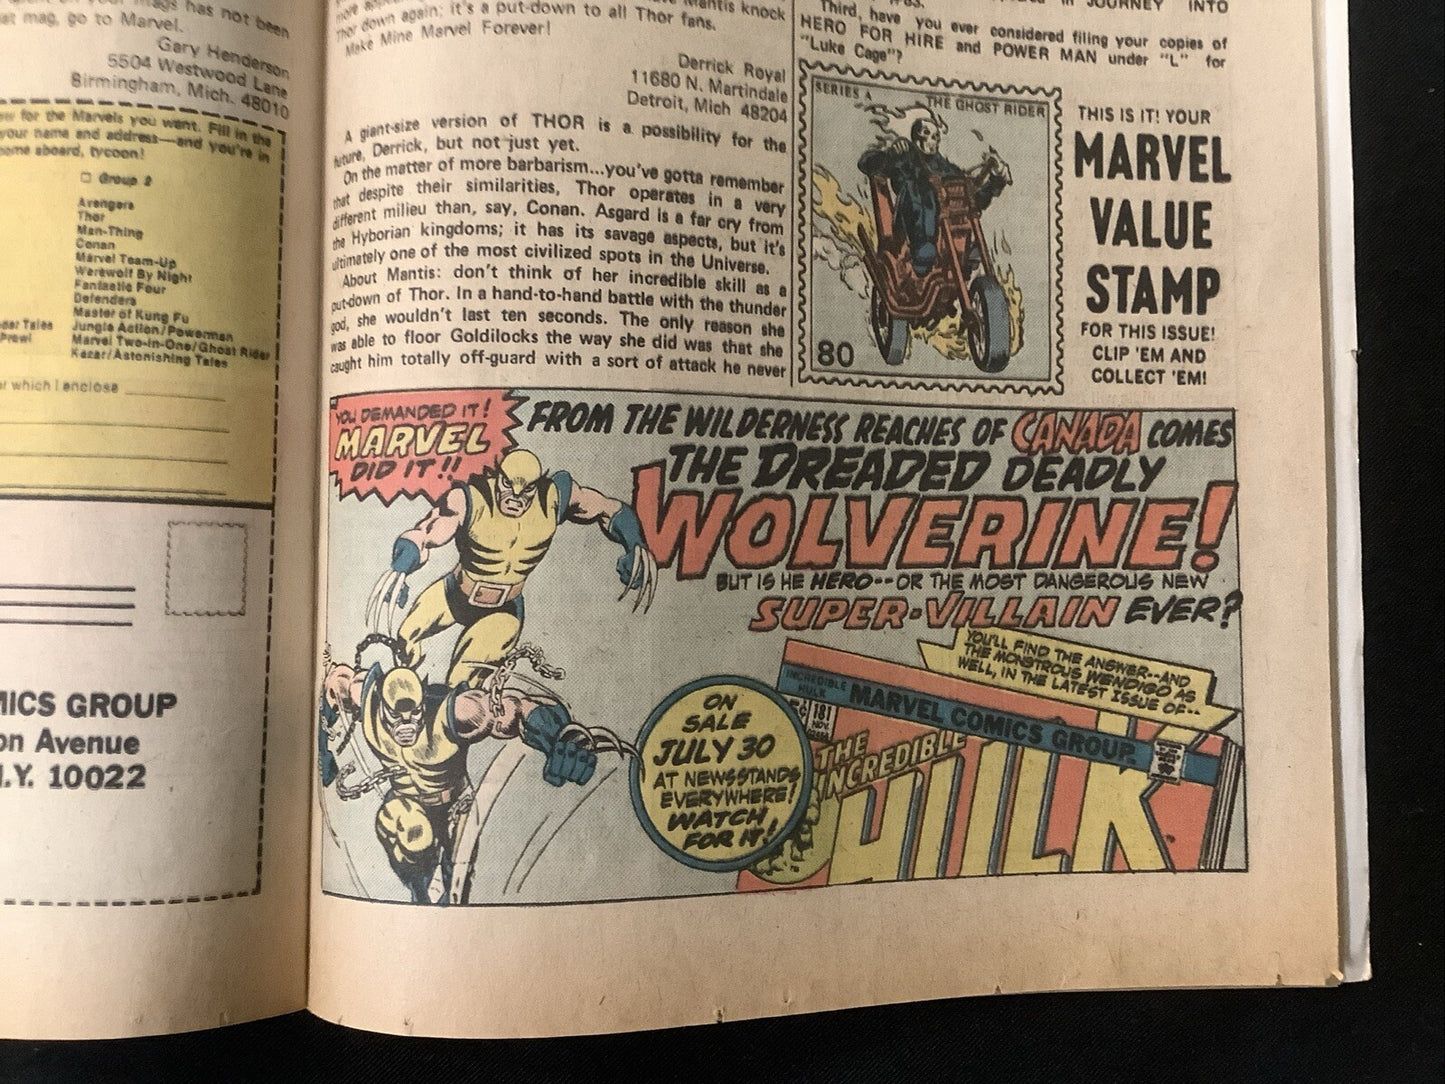 mags has not been
at mag, go to Marvel.
Gary Henderson
5504 Westwood Lane
Birmingham, Mich. 48010
w for the Marvels you want. Fill in the
your name and address—and you're in
ome aboard, tycoon!
Group 2
Avengers
Thor
Man-Thing
Conan
Marvel Team-Up
Werewolf By Night
Fantastic Four
Defenders
Master of Kung Fu
Jungle Action/Powerman
Marvel Two-in-One/Ghost Rider
Kazar/Astonishing Tales
der Tales
Prowl
or which I enclose
MICS GROUP
on Avenue
N.Y. 10022
Mantis knock
Thor down again; it's a put-down to all Thor fans.
Make Mine Marvel Forever!
Derrick Royal
11680 N. Martindale
Detroit, Mich 48204
A giant-size version of THOR is a possibility for the
future, Derrick, but not just yet.
On the matter of more barbarism...you've gotta remember
that despite their similarities, Thor operates in a very
different milieu than, say, Conan. Asgard is a far cry from
the Hyborian kingdoms; it has its savage aspects, but it's
ultimately one of the most civilized spots in the Universe.
About Mantis: don't think of her incredible skill as a
put-down of Thor. In a hand-to-hand battle with the thunder
god, she wouldn't last ten seconds. The only reason she
was able to floor Goldilocks the way she did was that she
caught him totally off-guard with a sort of attack he never
in JOURNEY INTO
Third, have you ever considered filing your copies of
HERO FOR HIRE and POWER MAN under "L" for
"Luke Cage"?
SERIES A
THE GHOST RIDER
80
THIS IS IT! YOUR
MARVEL
VALUE
STAMP
FOR THIS ISSUE!
CLIP 'EM AND
COLLECT 'EM!
YOU DEMANDED IT!
MARVEL
DID IT!!
FROM THE WILDERNESS REACHES OF CANADA COMES
THE DREADED DEADLY
WOLVERINE!
BUT IS HE HERO--OR THE MOST DANGEROUS NEW
SUPER-VILLAIN EVER?
YOU'LL FIND THE ANSWER--AND
THE MONSTROUS WENDIGO AS
WELL, IN THE LATEST ISSUE OF--
ON
SALE
JULY 30
AT NEWSSTANDS
EVERYWHERE!
WATCH
FOR IT!
INCREDIBLE
HULK
MARVEL COMICS GROUP
181
NOV
THE
INCREDIBLE
HULK